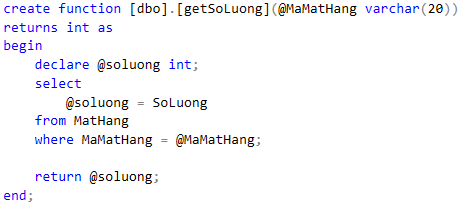 create function [dbo].[getSoLuong](@MaMatHang varchar(20))
returns int as
begin
    declare @soluong int;
    select
        @soluong = SoLuong
    from MatHang
    where MaMatHang = @MaMatHang;

    return @soluong;
end;